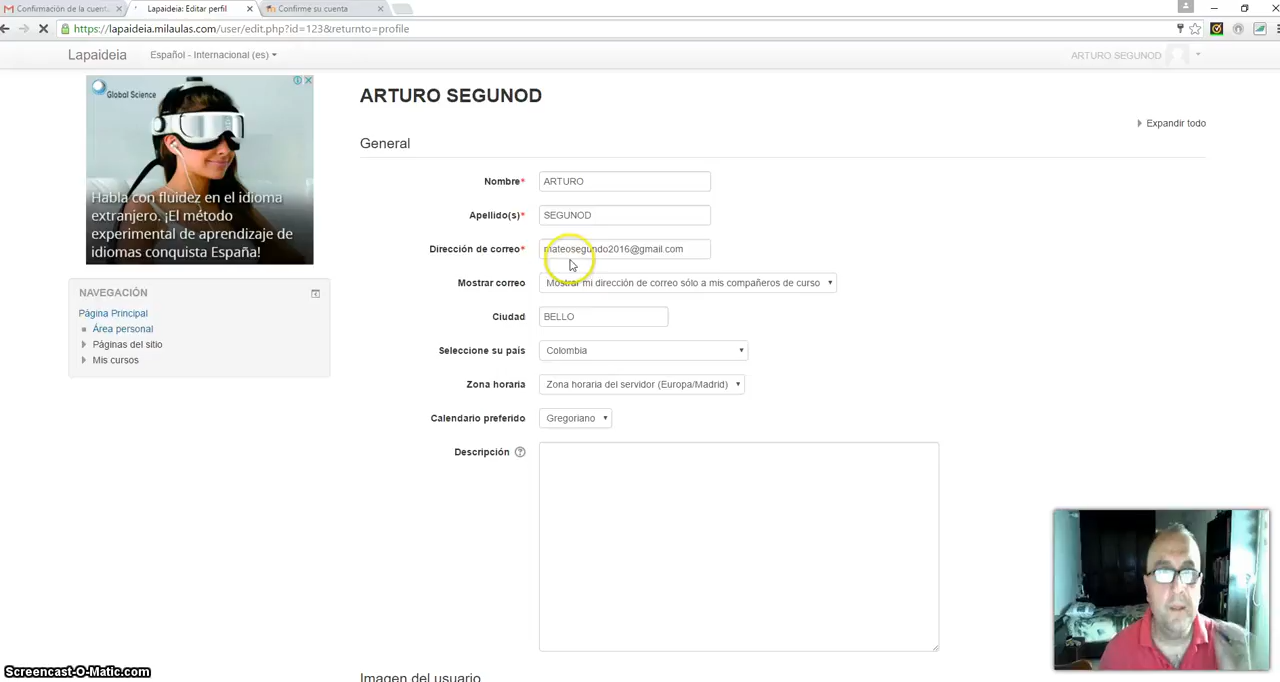 Confirmación de la cuent
Lapaideia: Editar perfil
Confirme su cuenta
https://lapaideia.milaulas.com/user/edit.php?id=123&returnto=profile
Lapaideia
Español - Internacional (es)
ARTURO SEGUNOD
Global Science
Habla con fluidez en el idioma
extranjero. ¡El método
experimental de aprendizaje de
idiomas conquista España!
NAVEGACIÓN
Página Principal
Área personal
Páginas del sitio
Mis cursos
ARTURO SEGUNOD
Expandir todo
General
Nombre* ARTURO
Apellido(s)* SEGUNOD
Dirección de correo* mateosegundo2016@gmail.com
Mostrar correo Mostrar mi dirección de correo sólo a mis compañeros de curso
Ciudad BELLO
Seleccione su país Colombia
Zona horaria Zona horaria del servidor (Europa/Madrid)
Calendario preferido Gregoriano
Descripción
Imagen del usuario
Screencast-O-Matic.com